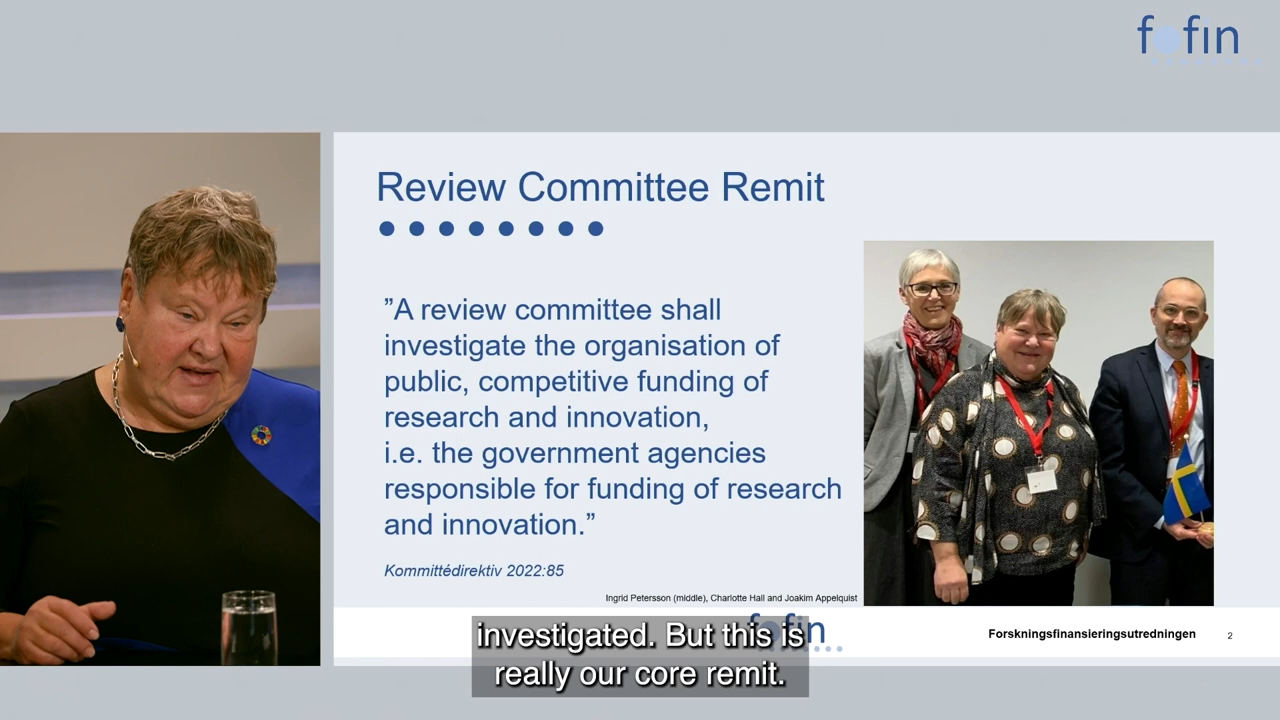 fofin
Review Committee Remit
”A review committee shall
investigate the organisation of
public, competitive funding of
research and innovation,
i.e. the government agencies
responsible for funding of research
and innovation.”
Kommittédirektiv 2022:85
Ingrid Petersson (middle), Charlotte Hall and Joakim Appelquist
fofin
Forskningsfinansieringsutredningen
2
investigated. But this is
really our core remit.